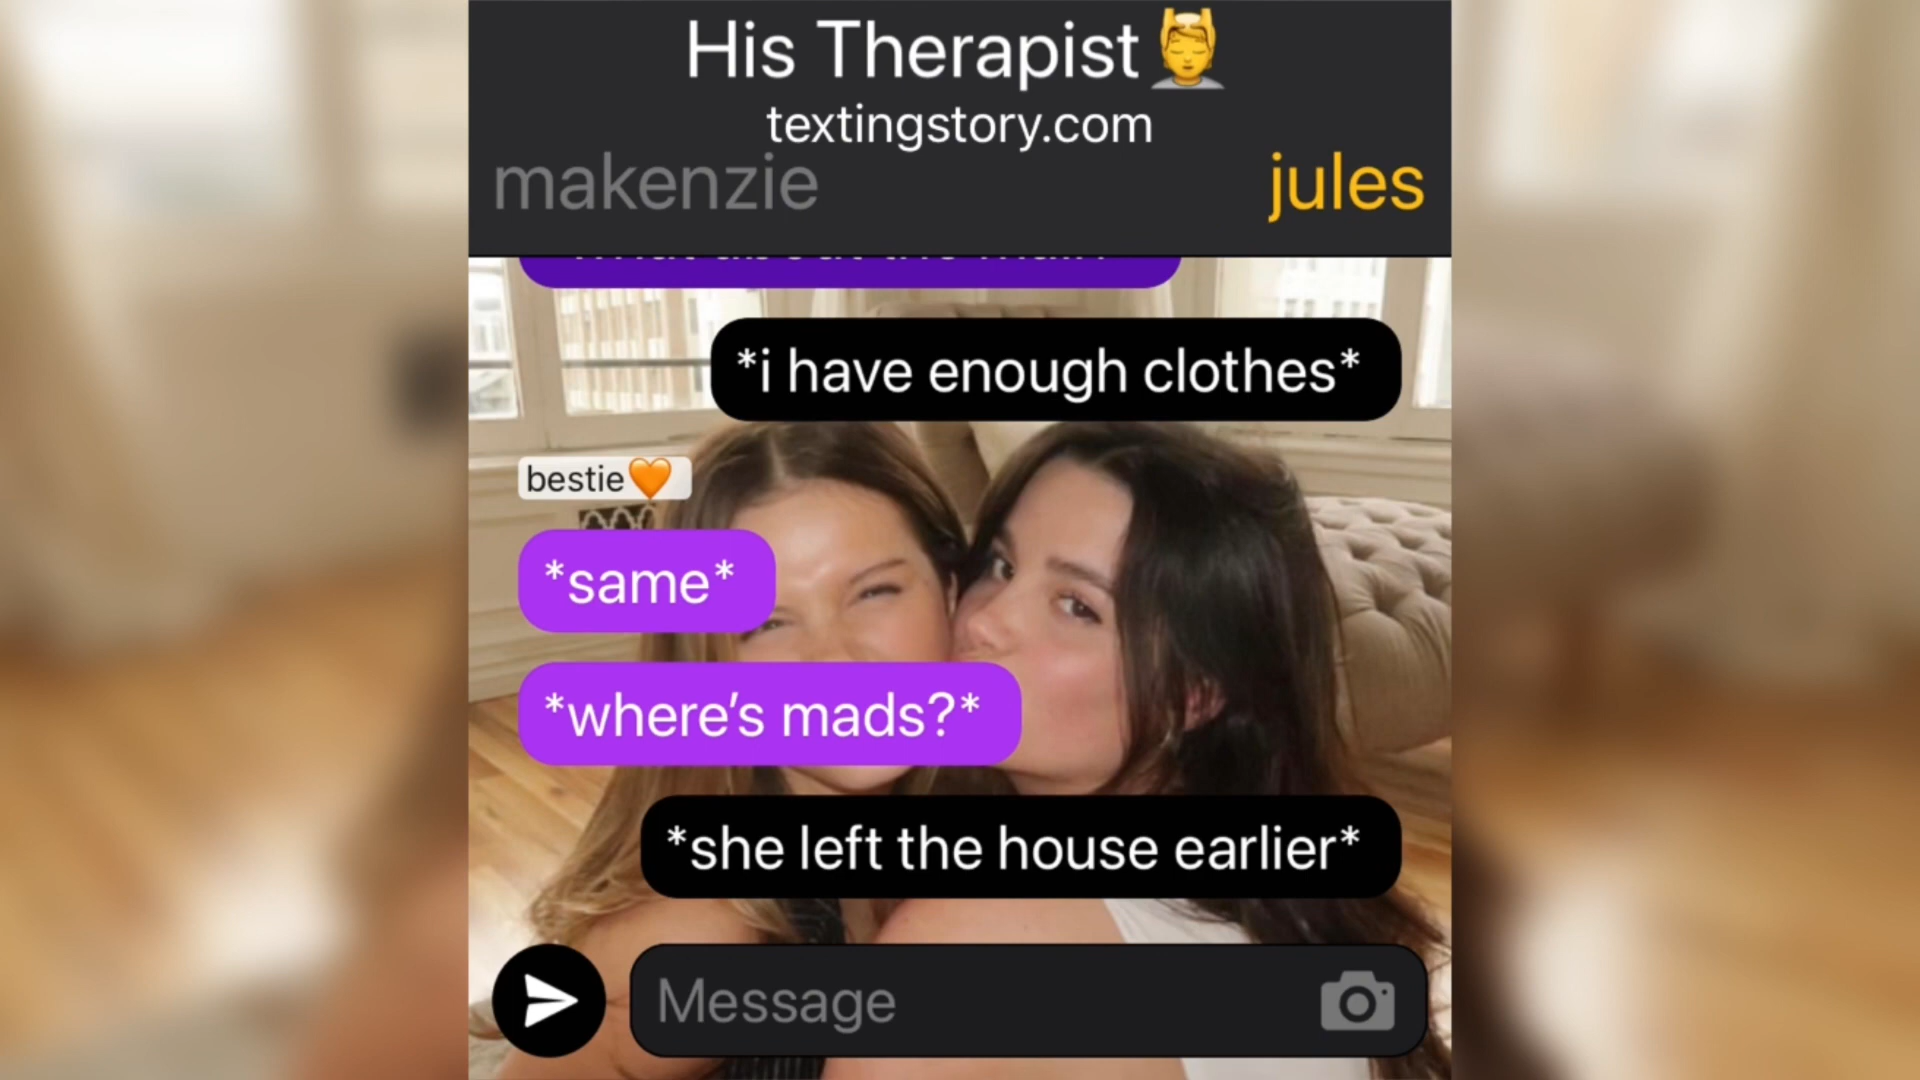 His Therapist💆
textingstory.com
makenzie
jules
*i have enough clothes*
bestie🧡
*same*
*where’s mads?*
*she left the house earlier*
Message